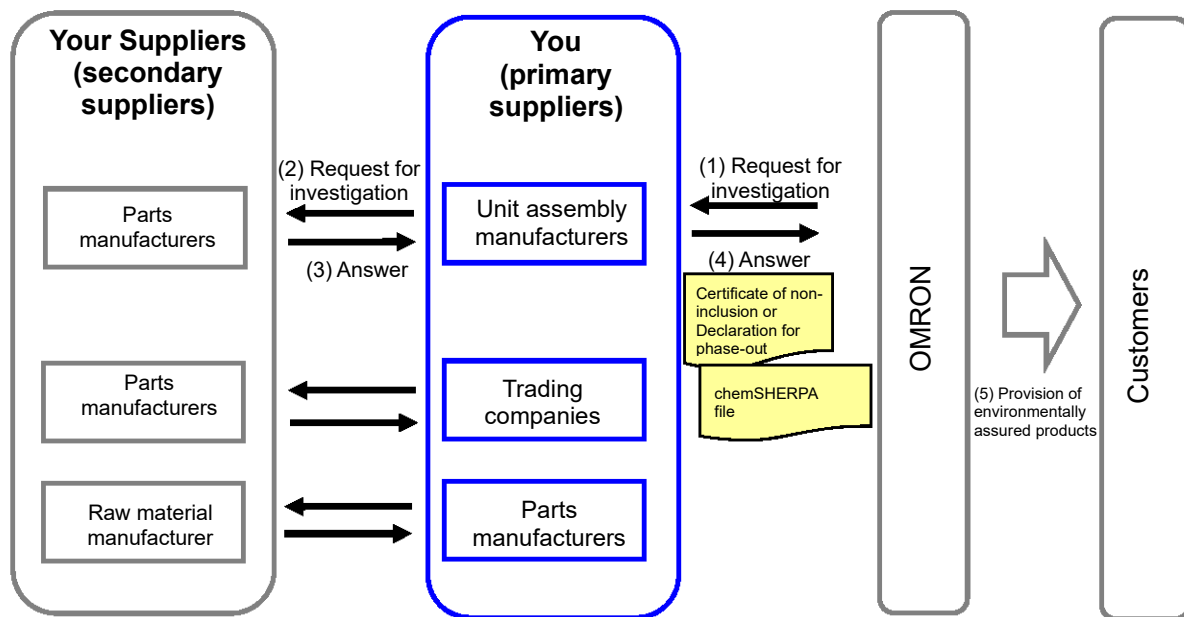 Your Suppliers
(secondary
suppliers)
You
(primary
suppliers)
(2) Request for
investigation
(1) Request for
investigation
Parts
manufacturers
Unit assembly
manufacturers
(3) Answer
(4) Answer
Certificate of non-
inclusion or
Declaration for
phase-out
chemSHERPA
file
Parts
manufacturers
Trading
companies
Raw material
manufacturer
Parts
manufacturers
OMRON
(5) Provision of
environmentally
assured products
Customers